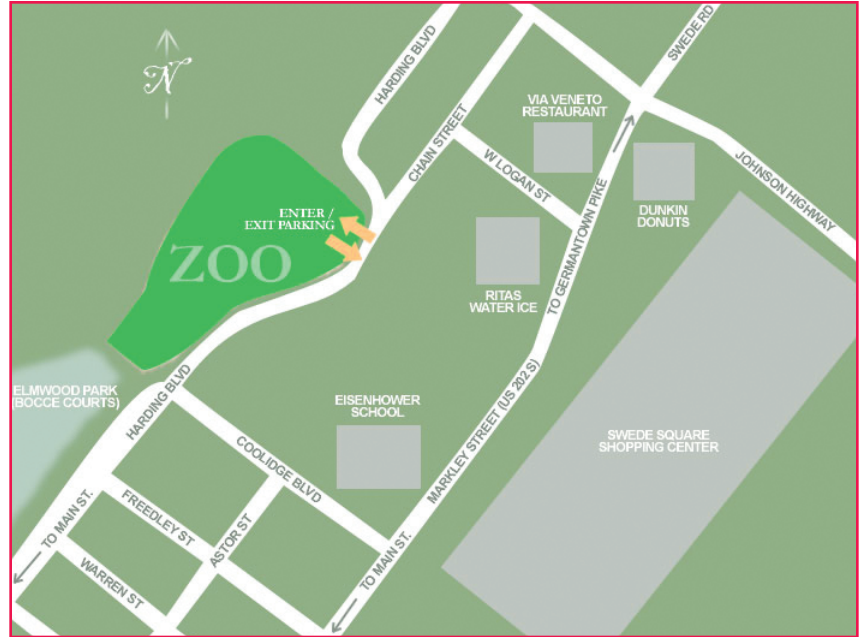 N
HARDING BLVD
SWEDE RD
CHAIN STREET
VIA VENETO
RESTAURANT
W LOGAN ST
JOHNSON HIGHWAY
DUNKIN
DONUTS
ENTER /
EXIT PARKING
ZOO
TO GERMANTOWN PIKE
RITAS
WATER ICE
ELMWOOD PARK
(BOCCE COURTS)
HARDING BLVD
EISENHOWER
SCHOOL
MARKLEY STREET (US 202 S)
SWEDE SQUARE
SHOPPING CENTER
COOLIDGE BLVD
TO MAIN ST.
FREEDLEY ST
ASTOR ST
WARREN ST
TO MAIN ST.